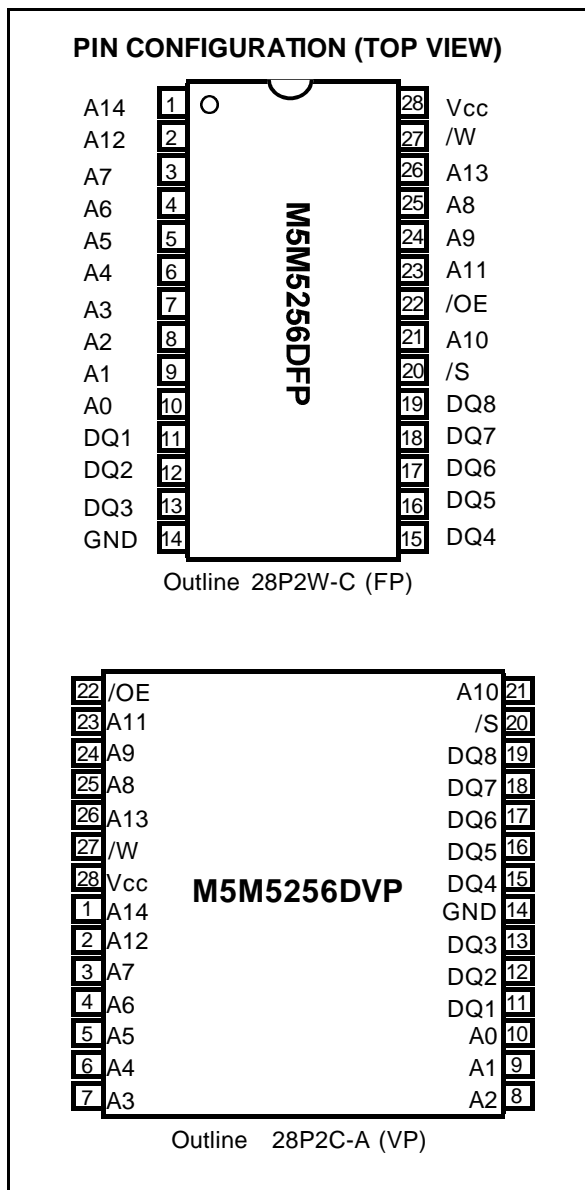 PIN CONFIGURATION (TOP VIEW)
A14 1 28 Vcc
A12 2 27 /W
A7 3 26 A13
A6 4 25 A8
A5 5 24 A9
A4 6 23 A11
A3 7 22 /OE
A2 8 21 A10
A1 9 20 /S
A0 10 19 DQ8
DQ1 11 18 DQ7
DQ2 12 17 DQ6
DQ3 13 16 DQ5
GND 14 15 DQ4
M5M5256DFP
Outline 28P2W-C (FP)
22 /OE A10 21
23 A11 /S 20
24 A9 DQ8 19
25 A8 DQ7 18
26 A13 DQ6 17
27 /W DQ5 16
28 Vcc DQ4 15
M5M5256DVP
1 A14 GND 14
2 A12 DQ3 13
3 A7 DQ2 12
4 A6 DQ1 11
5 A5 A0 10
6 A4 A1 9
7 A3 A2 8
Outline 28P2C-A (VP)